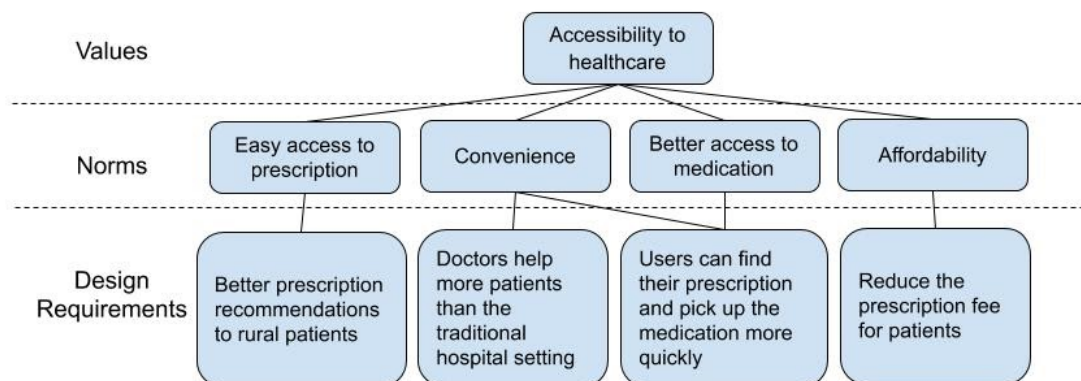 Values
Accessibility to
healthcare
Norms
Easy access to
prescription
Convenience
Better access to
medication
Affordability
Design
Requirements
Better prescription
recommendations
to rural patients
Doctors help
more patients
than the
traditional
hospital setting
Users can find
their prescription
and pick up the
medication more
quickly
Reduce the
prescription fee
for patients